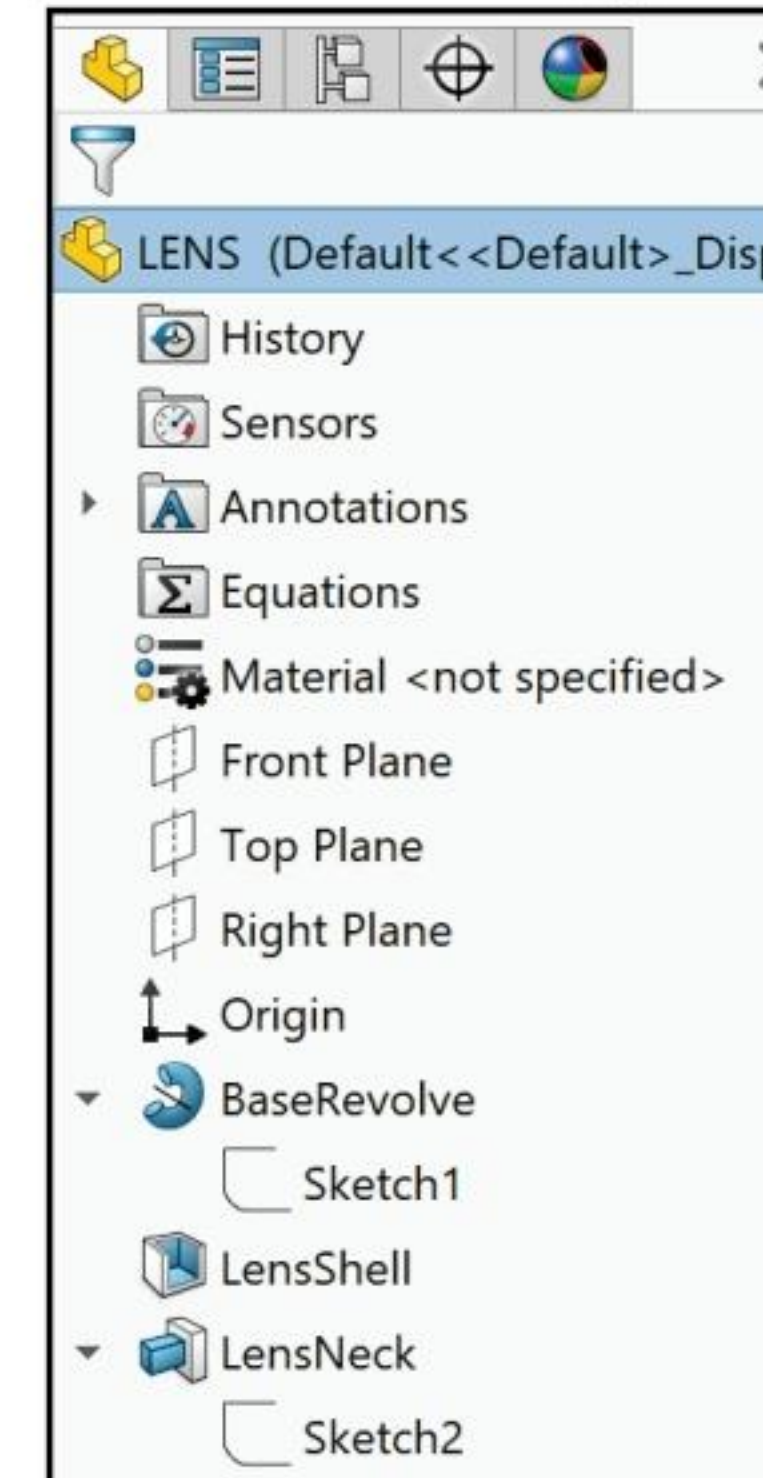 LENS (Default<<Default>_Disp
History
Sensors
Annotations
Equations
Material <not specified>
Front Plane
Top Plane
Right Plane
Origin
BaseRevolve
Sketch1
LensShell
LensNeck
Sketch2